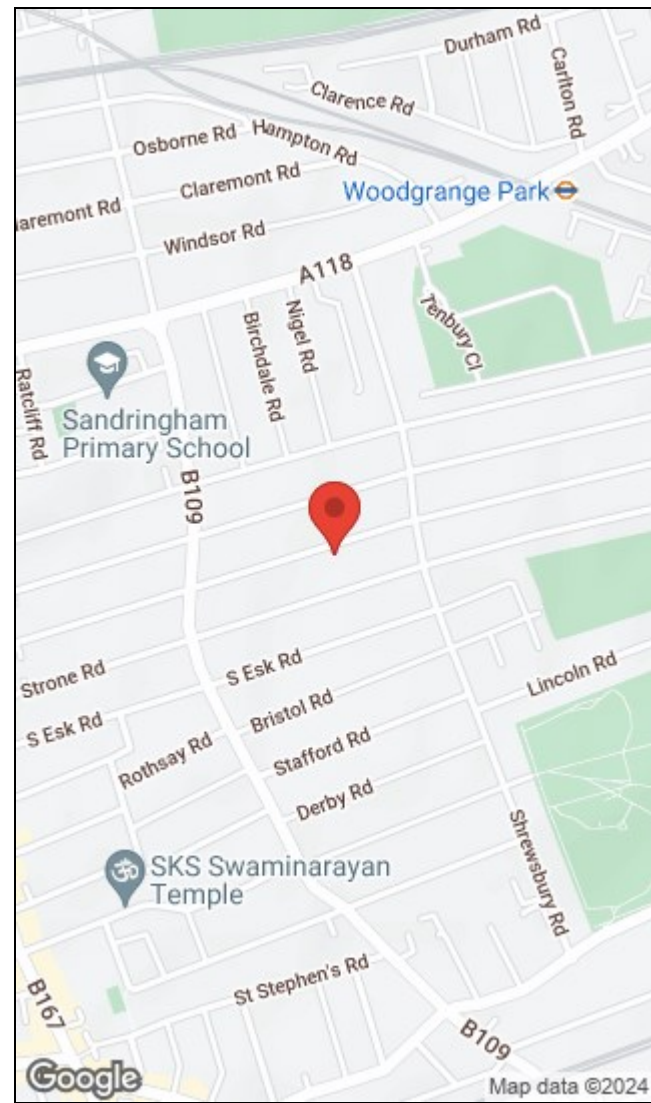 Durham Rd
Carlton Rd
Clarence Rd
Osborne Rd
Hampton Rd
Claremont Rd
Woodgrange Park
laremont Rd
Windsor Rd
A118
Tenbury Cl
Nigel Rd
Birchdale Rd
Ratcliff Rd
Sandringham
Primary School
B109
Strone Rd
S Esk Rd
Lincoln Rd
S Esk Rd
Bristol Rd
Rothsay Rd
Stafford Rd
Derby Rd
Shrewsbury Rd
SKS Swaminarayan
Temple
St Stephen's Rd
B167
B109
Google
Map data ©2024